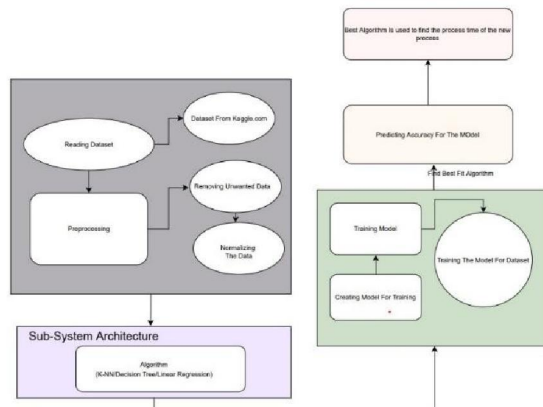 Best Algorithm is used to find the process time of the new
process
Dataset From Kaggle.com
Reading Dataset
Predicting Accuracy For The MOdel
Find Best Fit Algorithm
Removing Unwanted Data
Preprocessing
Normalizing
The Data
Training Model
Training The Model For Dataset
Creating Model For Training
Sub-System Architecture
Algorithm
(K-NN/Decision Tree/Linear Regression)